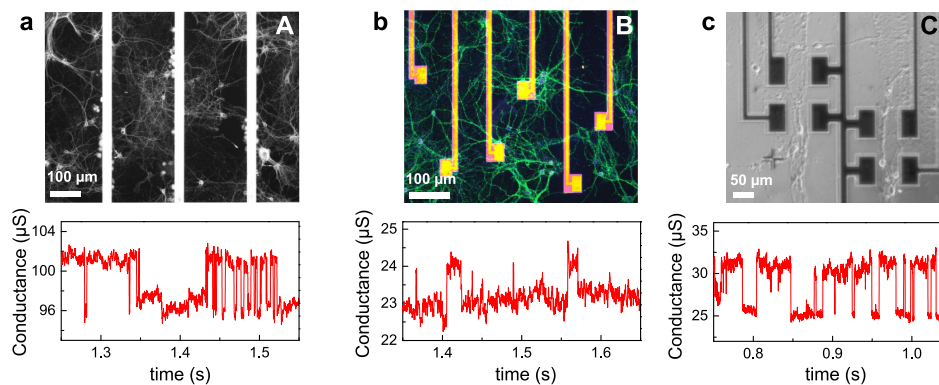 a
A
100 µm
b
B
100 µm
c
C
50 µm
Conductance (µS)
104
100
96
1.3
1.4
1.5
time (s)
Conductance (µS)
25
24
23
22
1.4
1.5
1.6
time (s)
Conductance (µS)
35
30
25
0.8
0.9
1.0
time (s)